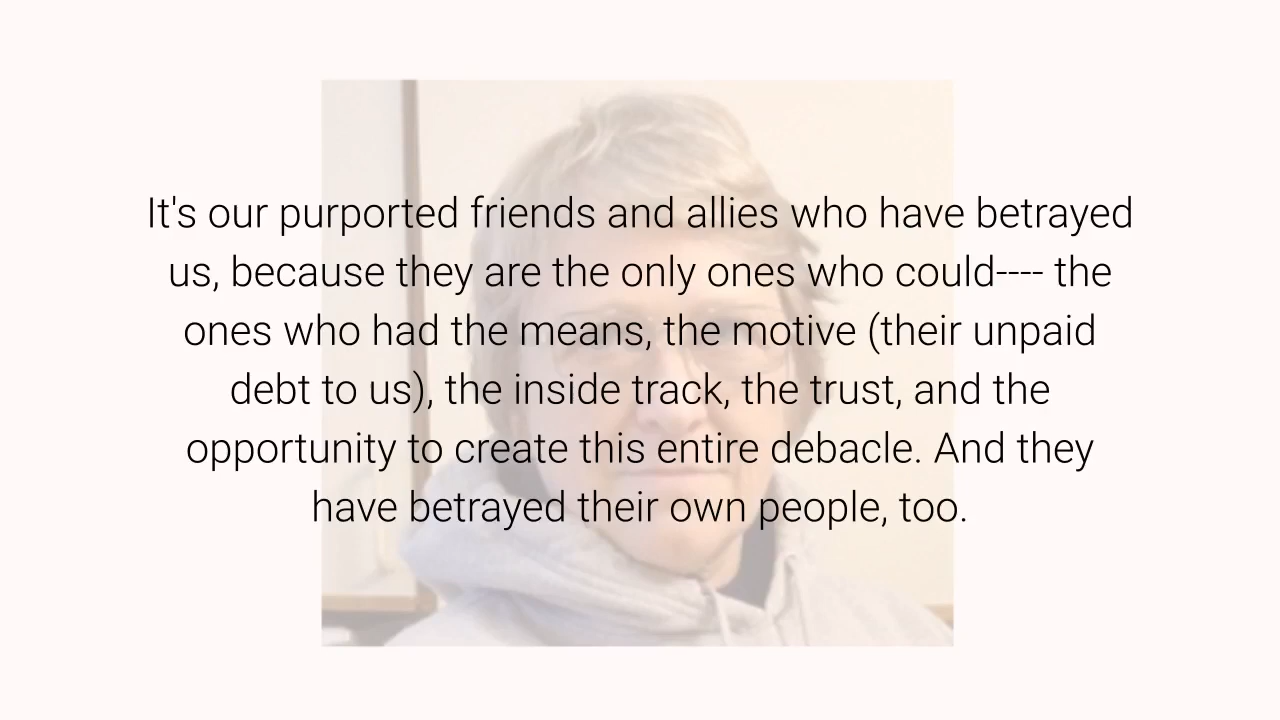 It's our purported friends and allies who have betrayed
us, because they are the only ones who could---- the
ones who had the means, the motive (their unpaid
debt to us), the inside track, the trust, and the
opportunity to create this entire debacle. And they
have betrayed their own people, too.